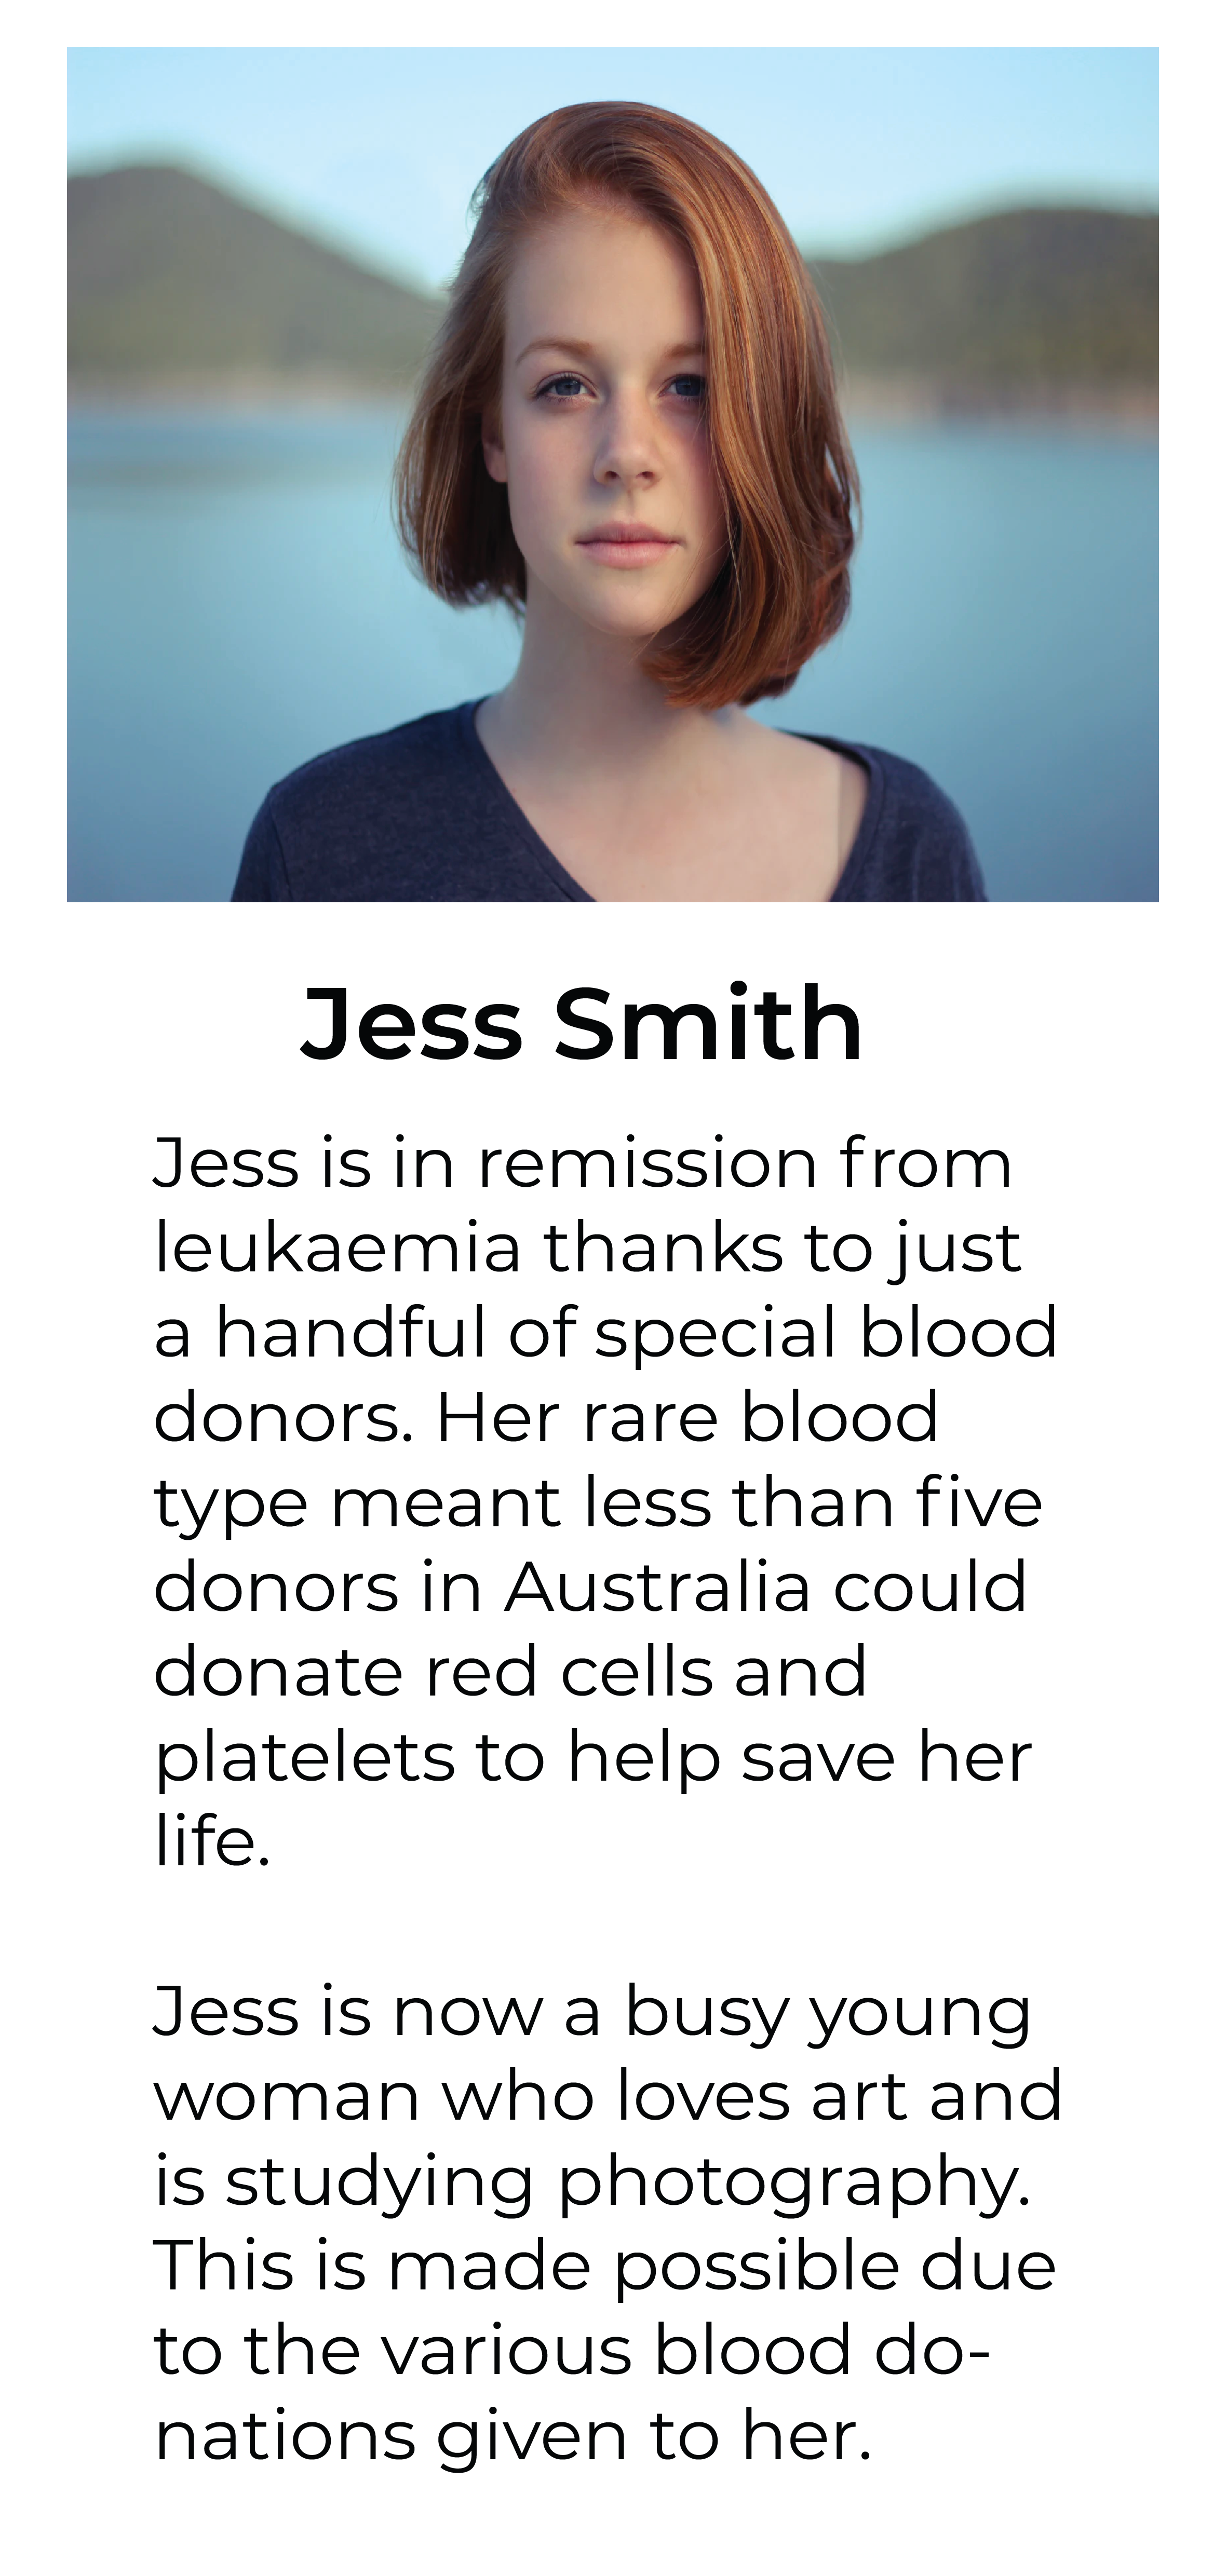 Jess Smith
Jess is in remission from
leukaemia thanks to just
a handful of special blood
donors. Her rare blood
type meant less than five
donors in Australia could
donate red cells and
platelets to help save her
life.
Jess is now a busy young
woman who loves art and
is studying photography.
This is made possible due
to the various blood do-
nations given to her.